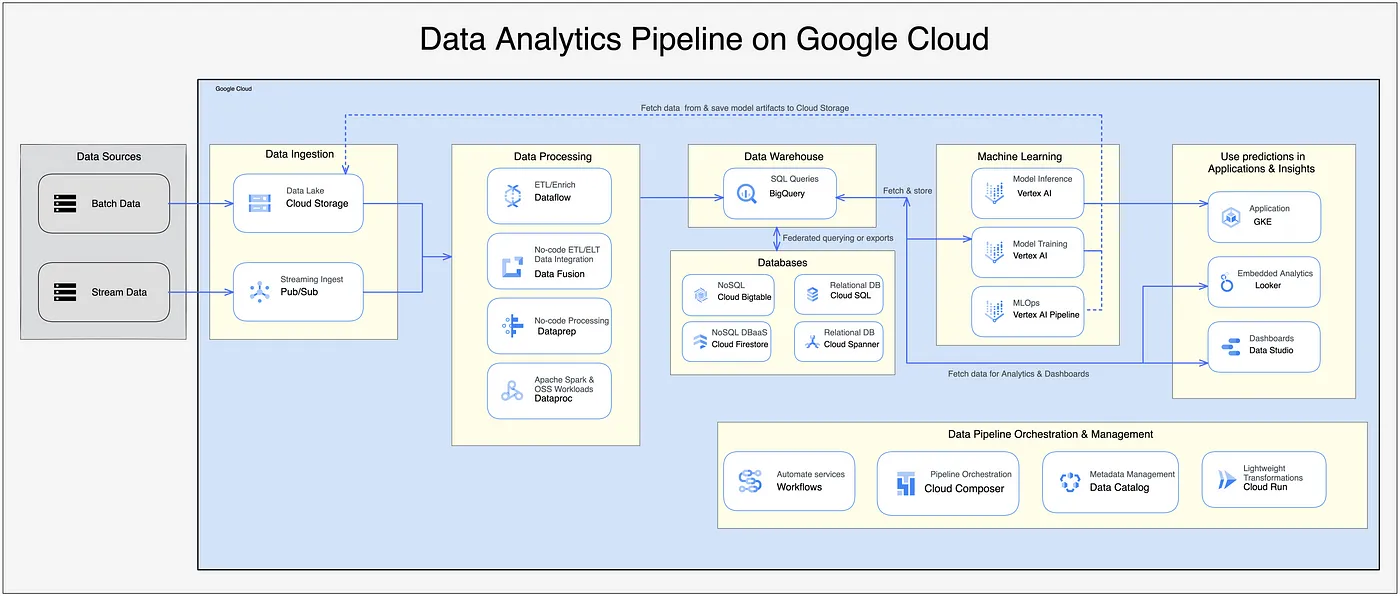 Data Analytics Pipeline on Google Cloud
Google Cloud
Fetch data from & save model artifacts to Cloud Storage
Data Sources
Batch Data
Stream Data
Data Ingestion
Data Lake
Cloud Storage
Streaming Ingest
Pub/Sub
Data Processing
ETL/Enrich
Dataflow
No-code ETL/ELT
Data Integration
Data Fusion
No-code Processing
Dataprep
Apache Spark &
OSS Workloads
Dataproc
Data Warehouse
SQL Queries
BigQuery
Fetch & store
Federated querying or exports
Databases
NoSQL
Cloud Bigtable
Relational DB
Cloud SQL
NoSQL DBaaS
Cloud Firestore
Relational DB
Cloud Spanner
Machine Learning
Model Inference
Vertex AI
Model Training
Vertex AI
MLOps
Vertex AI Pipeline
Fetch data for Analytics & Dashboards
Use predictions in
Applications & Insights
Application
GKE
Embedded Analytics
Looker
Dashboards
Data Studio
Data Pipeline Orchestration & Management
Automate services
Workflows
Pipeline Orchestration
Cloud Composer
Metadata Management
Data Catalog
Lightweight
Transformations
Cloud Run